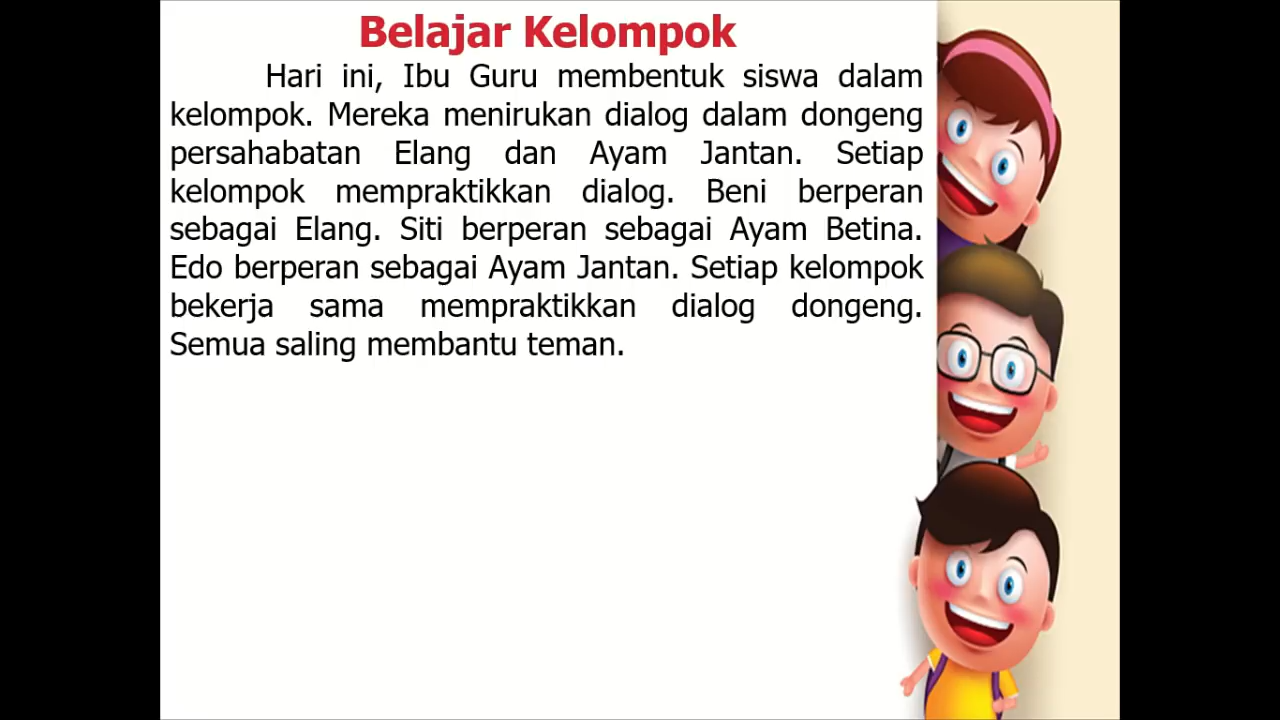 Belajar Kelompok
Hari ini, Ibu Guru membentuk siswa dalam
kelompok. Mereka menirukan dialog dalam dongeng
persahabatan Elang dan Ayam Jantan. Setiap
kelompok mempraktikkan dialog. Beni berperan
sebagai Elang. Siti berperan sebagai Ayam Betina.
Edo berperan sebagai Ayam Jantan. Setiap kelompok
bekerja sama mempraktikkan dialog dongeng.
Semua saling membantu teman.